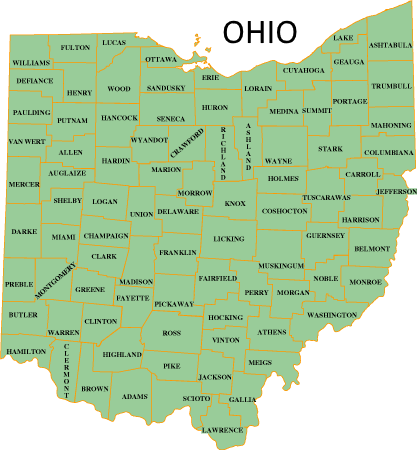 OHIO
LAKE
FULTON
LUCAS
ASHTABULA
WILLIAMS
OTTAWA
GEAUGA
CUYAHOGA
DEFIANCE
ERIE
HENRY
WOOD
SANDUSKY
LORAIN
TRUMBULL
PORTAGE
PAULDING
HURON
MEDINA
SUMMIT
PUTNAM
HANCOCK
SENECA
MAHONING
VAN WERT
WYANDOT
CRAWFORD
RICHLAND
ASHLAND
STARK
ALLEN
COLUMBIANA
HARDIN
WAYNE
MARION
AUGLAIZE
CARROLL
HOLMES
MERCER
MORROW
JEFFERSON
SHELBY
LOGAN
TUSCARAWAS
KNOX
UNION
DELAWARE
COSHOCTON
HARRISON
DARKE
MIAMI
CHAMPAIGN
LICKING
GUERNSEY
BELMONT
CLARK
FRANKLIN
MUSKINGUM
MONTGOMERY
PREBLE
MADISON
FAIRFIELD
NOBLE
MONROE
GREENE
PERRY
MORGAN
FAYETTE
PICKAWAY
BUTLER
HOCKING
WASHINGTON
CLINTON
WARREN
ROSS
ATHENS
VINTON
HAMILTON
CLERMONT
HIGHLAND
PIKE
MEIGS
JACKSON
BROWN
ADAMS
SCIOTO
GALLIA
LAWRENCE